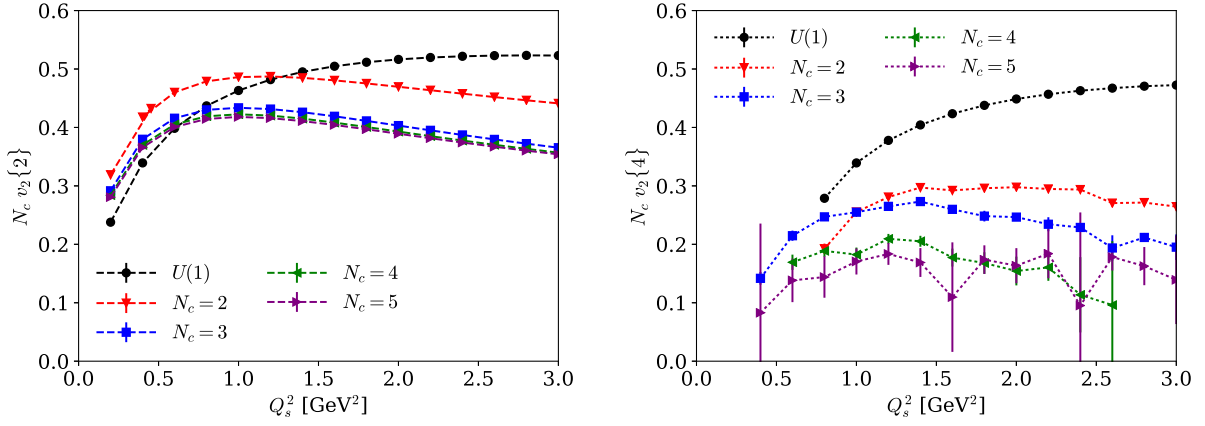 0.6
0.5
0.4
0.3
0.2
0.1
0.0
N_c v_2{2}
U(1)
N_c = 2
N_c = 3
N_c = 4
N_c = 5
0.0 0.5 1.0 1.5 2.0 2.5 3.0
Q_s^2 [GeV^2]
0.6
0.5
0.4
0.3
0.2
0.1
0.0
N_c v_2{4}
U(1)
N_c = 2
N_c = 3
N_c = 4
N_c = 5
0.0 0.5 1.0 1.5 2.0 2.5 3.0
Q_s^2 [GeV^2]